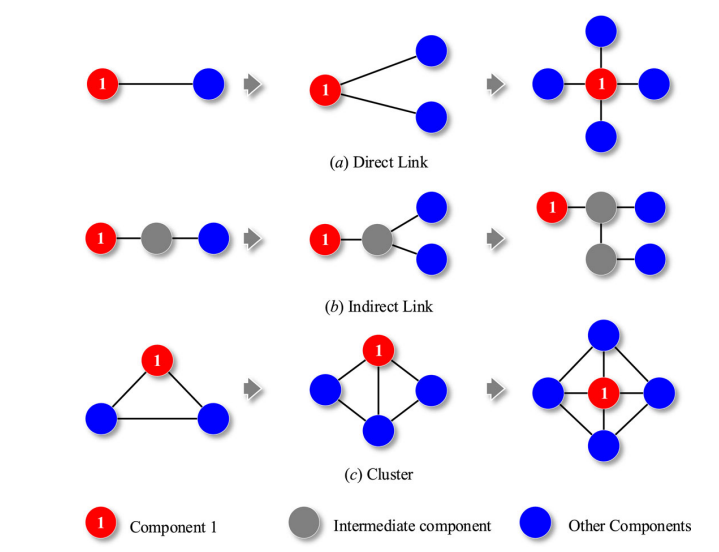 1
1
1
(a) Direct Link
1
1
1
(b) Indirect Link
1
1
1
(c) Cluster
1 Component 1
Intermediate component
Other Components